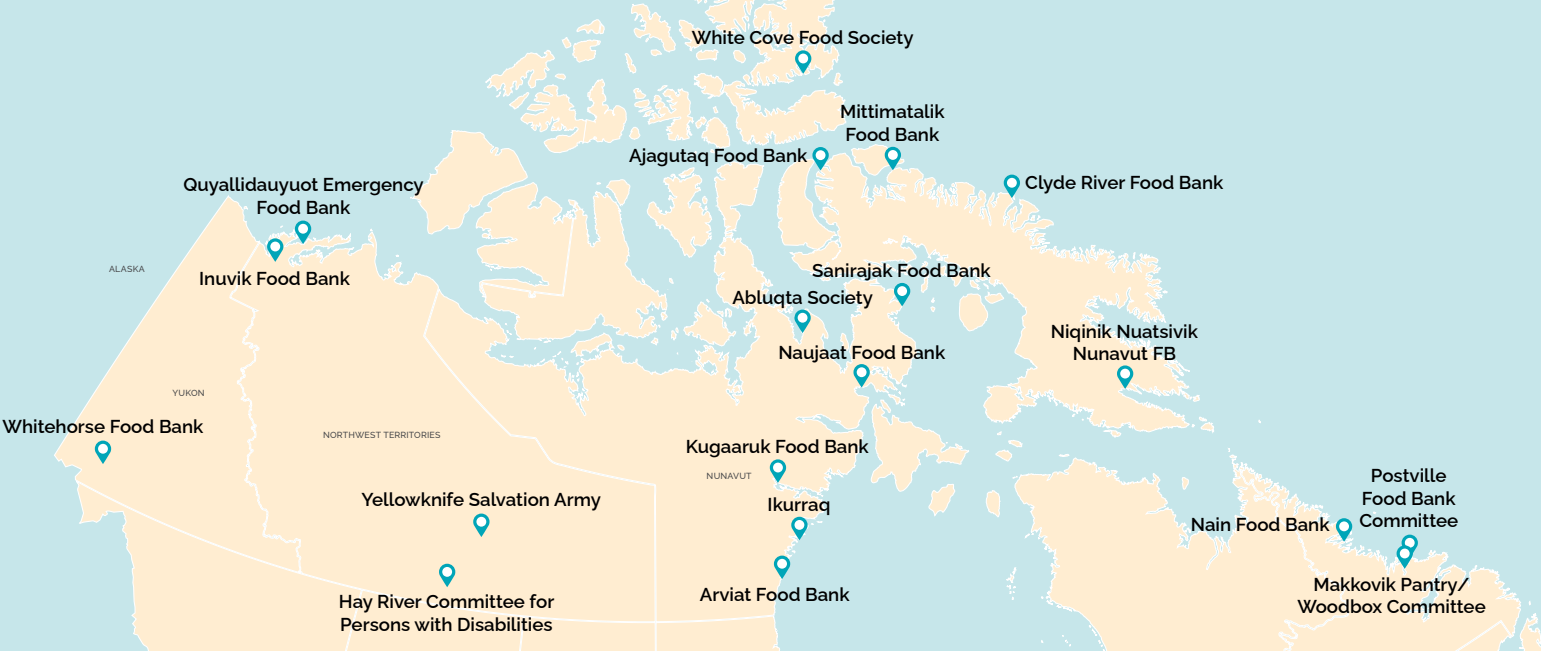 White Cove Food Society
Mittimatalik
Food Bank
Ajagutaq Food Bank
Clyde River Food Bank
Quyallidauyuot Emergency
Food Bank
ALASKA
Inuvik Food Bank
Sanirajak Food Bank
Abluqta Society
Niqinik Nuatsivik
Nunavut FB
Naujaat Food Bank
YUKON
Whitehorse Food Bank
NORTHWEST TERRITORIES
Kugaaruk Food Bank
NUNAVUT
Postville
Food Bank
Committee
Yellowknife Salvation Army
Ikurraq
Nain Food Bank
Makkovik Pantry/
Woodbox Committee
Arviat Food Bank
Hay River Committee for
Persons with Disabilities